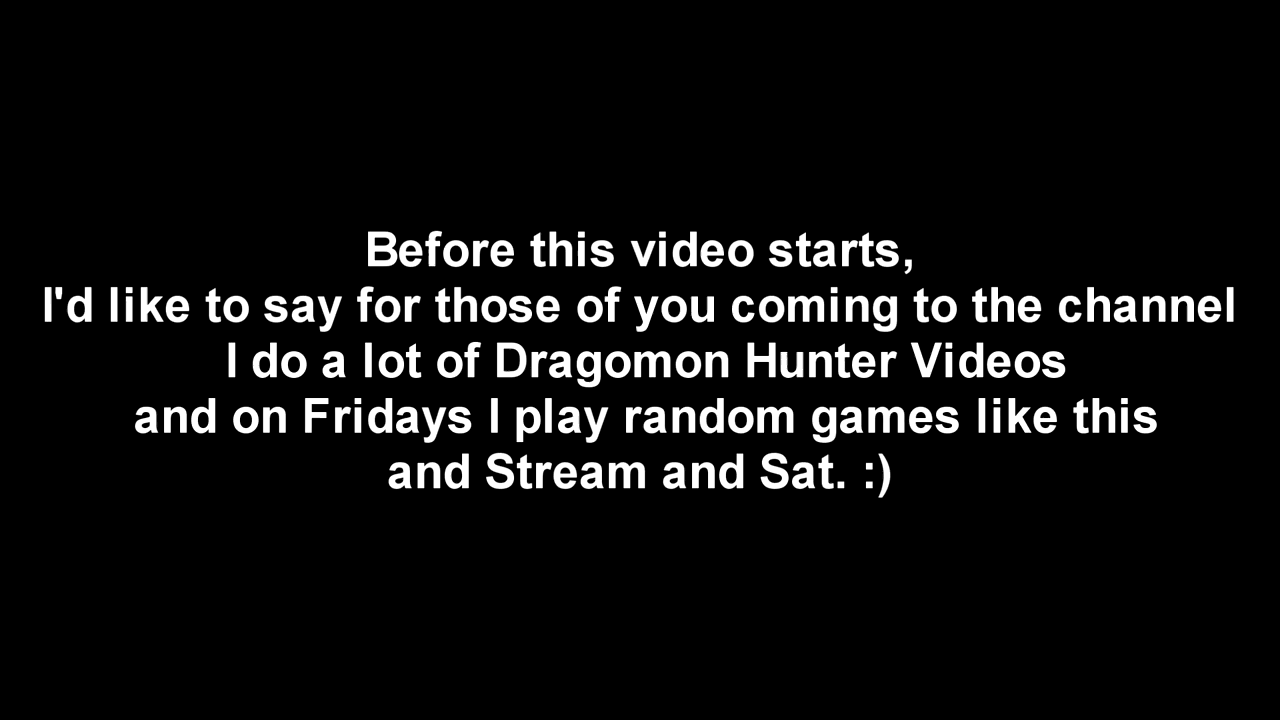 Before this video starts,
I'd like to say for those of you coming to the channel
I do a lot of Dragomon Hunter Videos
and on Fridays I play random games like this
and Stream and Sat. :)